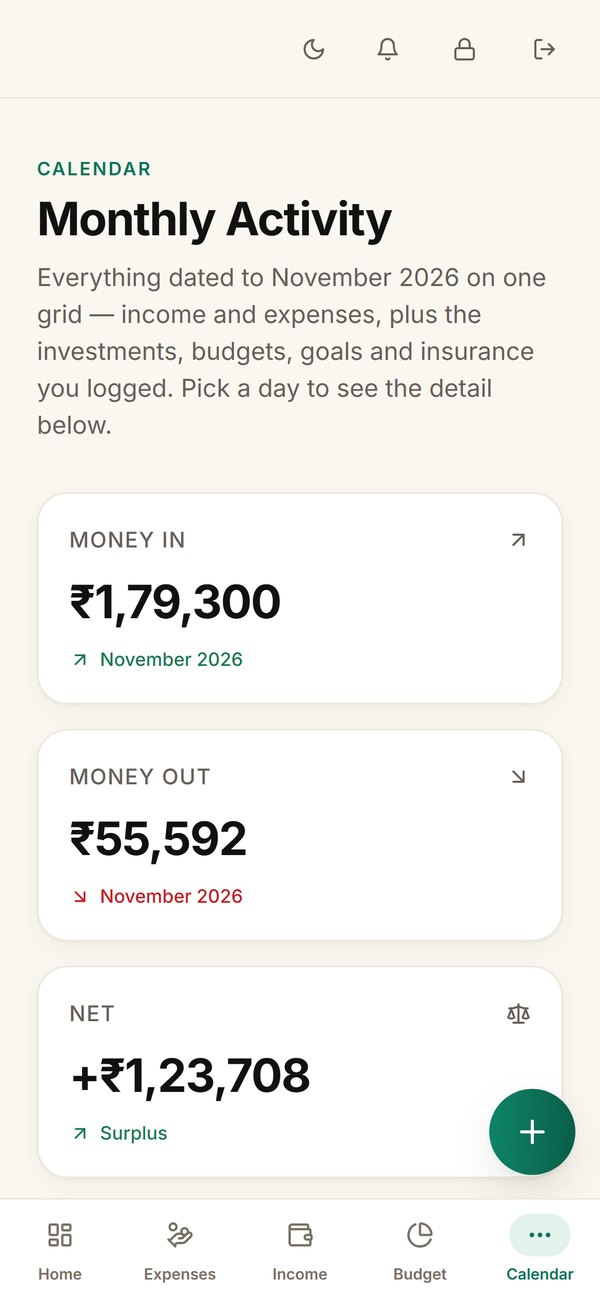 CALENDAR
Monthly Activity
Everything dated to November 2026 on one
grid — income and expenses, plus the
investments, budgets, goals and insurance
you logged. Pick a day to see the detail
below.
MONEY IN
₹1,79,300
November 2026
MONEY OUT
₹55,592
November 2026
NET
+₹1,23,708
Surplus
Home
Expenses
Income
Budget
Calendar